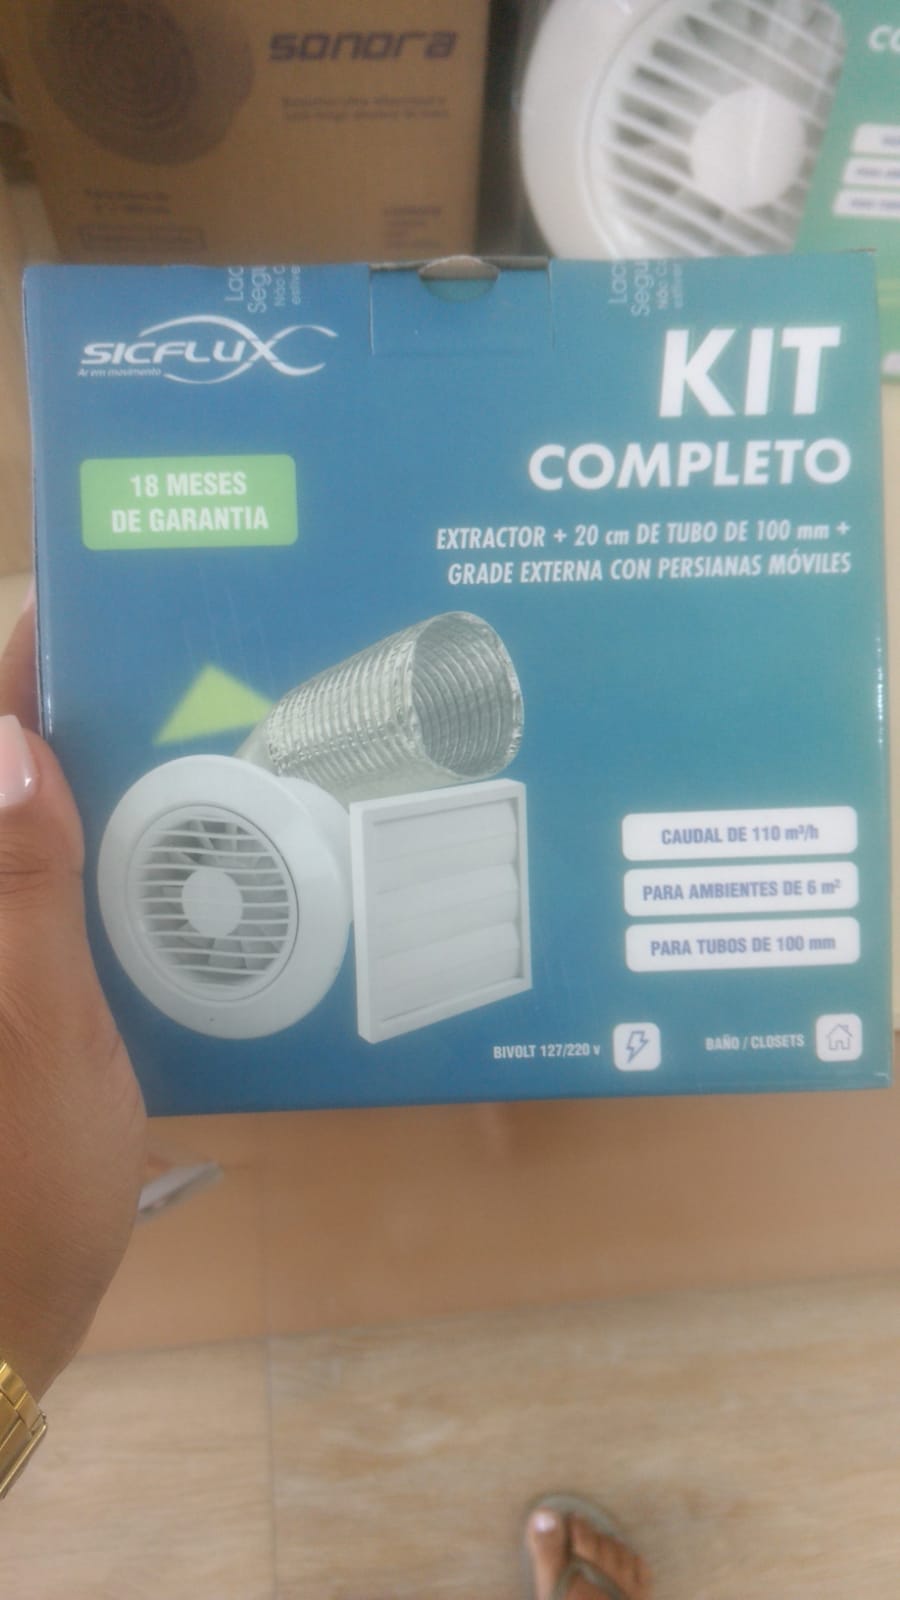 sonora
SICFLUX
Ar em movimento
KIT
COMPLETO
18 MESES
DE GARANTIA
EXTRACTOR + 20 cm DE TUBO DE 100 mm +
GRADE EXTERNA CON PERSIANAS MÓVILES
CAUDAL DE 110 m³/h
PARA AMBIENTES DE 6 m²
PARA TUBOS DE 100 mm
BIVOLT 127/220 v
BAÑO / CLOSETS